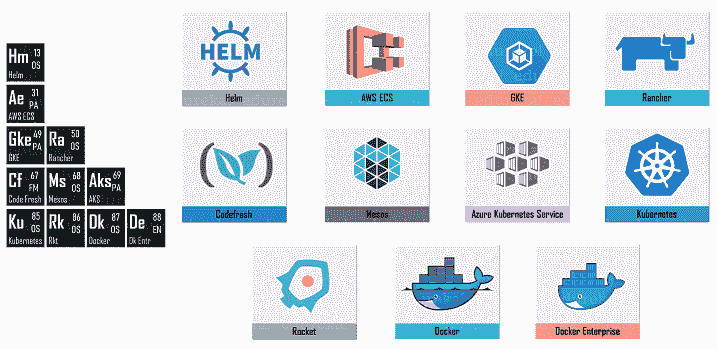 Hm 13
OS
Helm
Ae 31
PA
AWS ECS
Gke 49
PA
GKE
Ra 50
OS
Rancher
Cf 67
FM
Code Fresh
Ms 68
OS
Mesos
Aks 69
PA
AKS
Ku 85
OS
Kubernetes
Rk 86
OS
Rkt
Dk 87
OS
Docker
De 88
EN
Dk Entr
HELM
Helm
AWS ECS
GKE
Rancher
Codefresh
Mesos
Azure Kubernetes Service
Kubernetes
Rocket
Docker
Docker Enterprise